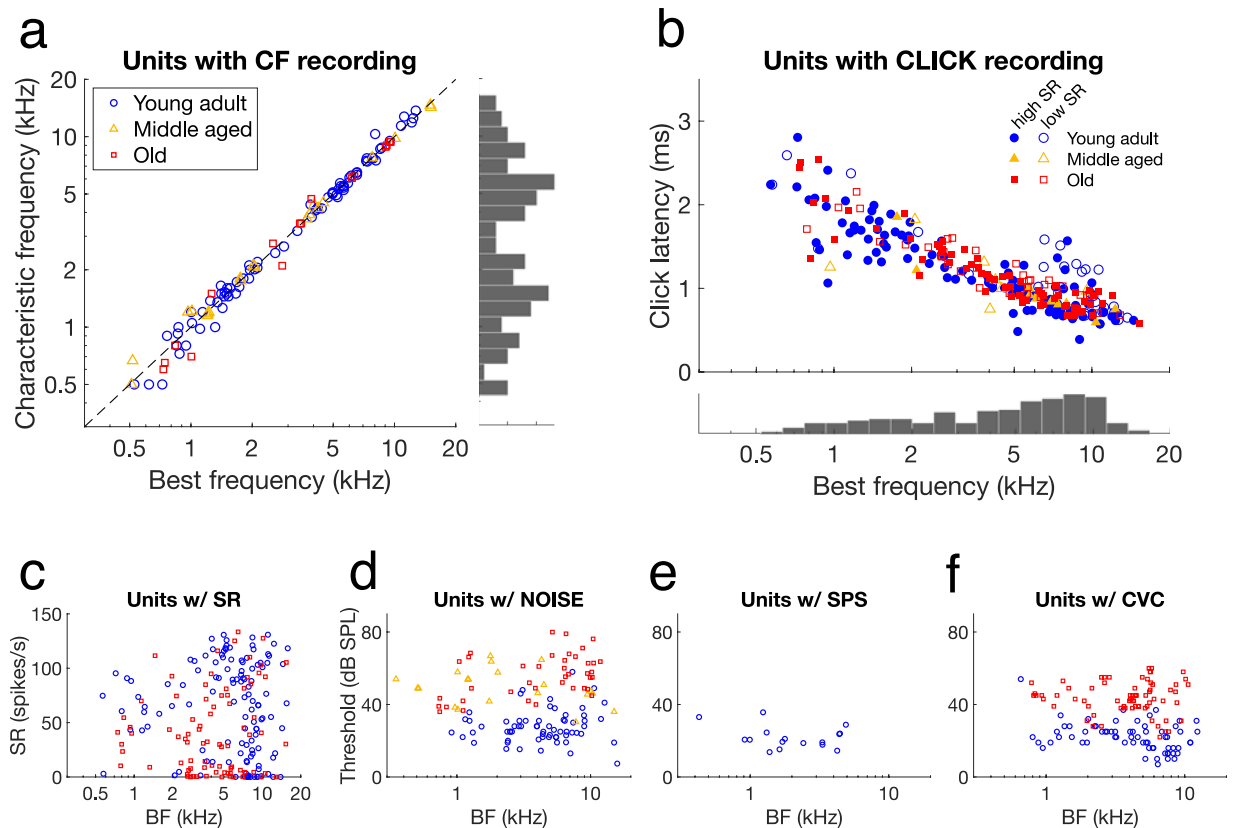 a
Units with CF recording
Characteristic frequency (kHz)
20
10
5
2
1
0.5
Young adult
Middle aged
Old
0.5
1
2
5
10
20
Best frequency (kHz)
b
Units with CLICK recording
high SR
low SR
Young adult
Middle aged
Old
Click latency (ms)
3
2
1
0
0.5
1
2
5
10
20
Best frequency (kHz)
c
Units w/ SR
SR (spikes/s)
150
100
50
0
0.5
1
2
5
10
20
BF (kHz)
d
Units w/ NOISE
Threshold (dB SPL)
80
40
0
1
10
BF (kHz)
e
Units w/ SPS
80
40
0
1
10
BF (kHz)
f
Units w/ CVC
80
40
0
1
10
BF (kHz)